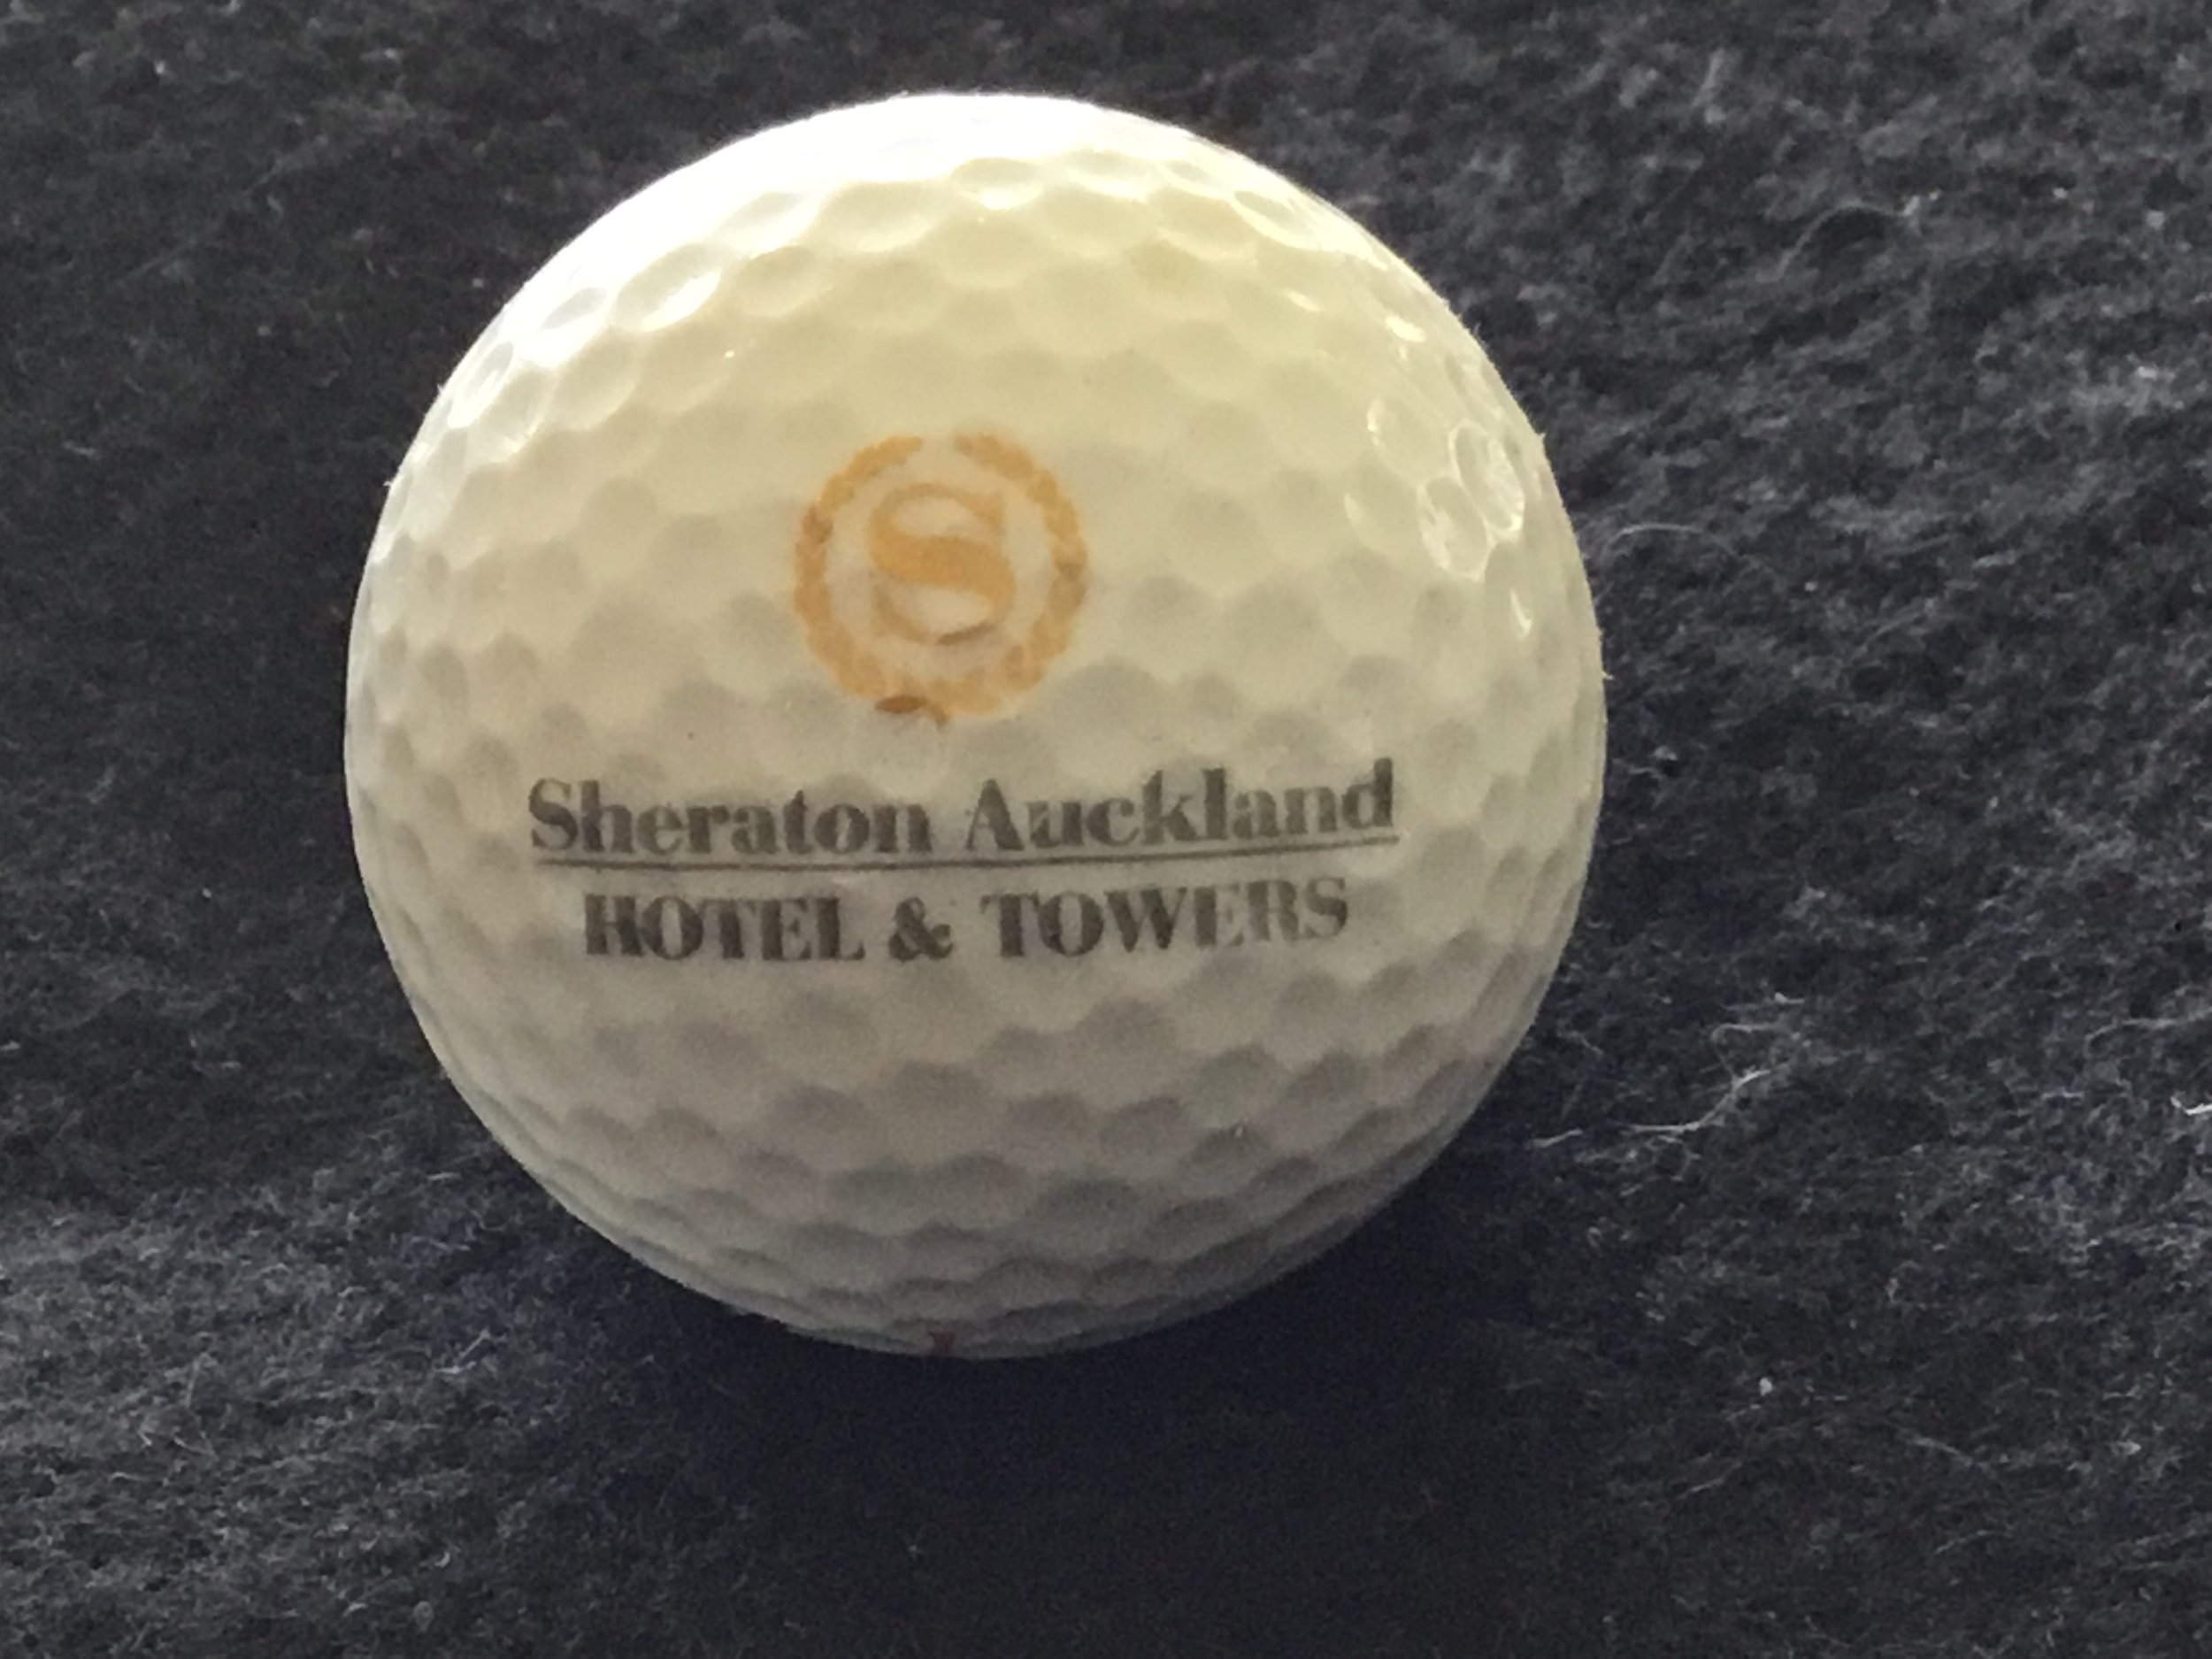 S
Sheraton Auckland
HOTEL & TOWERS